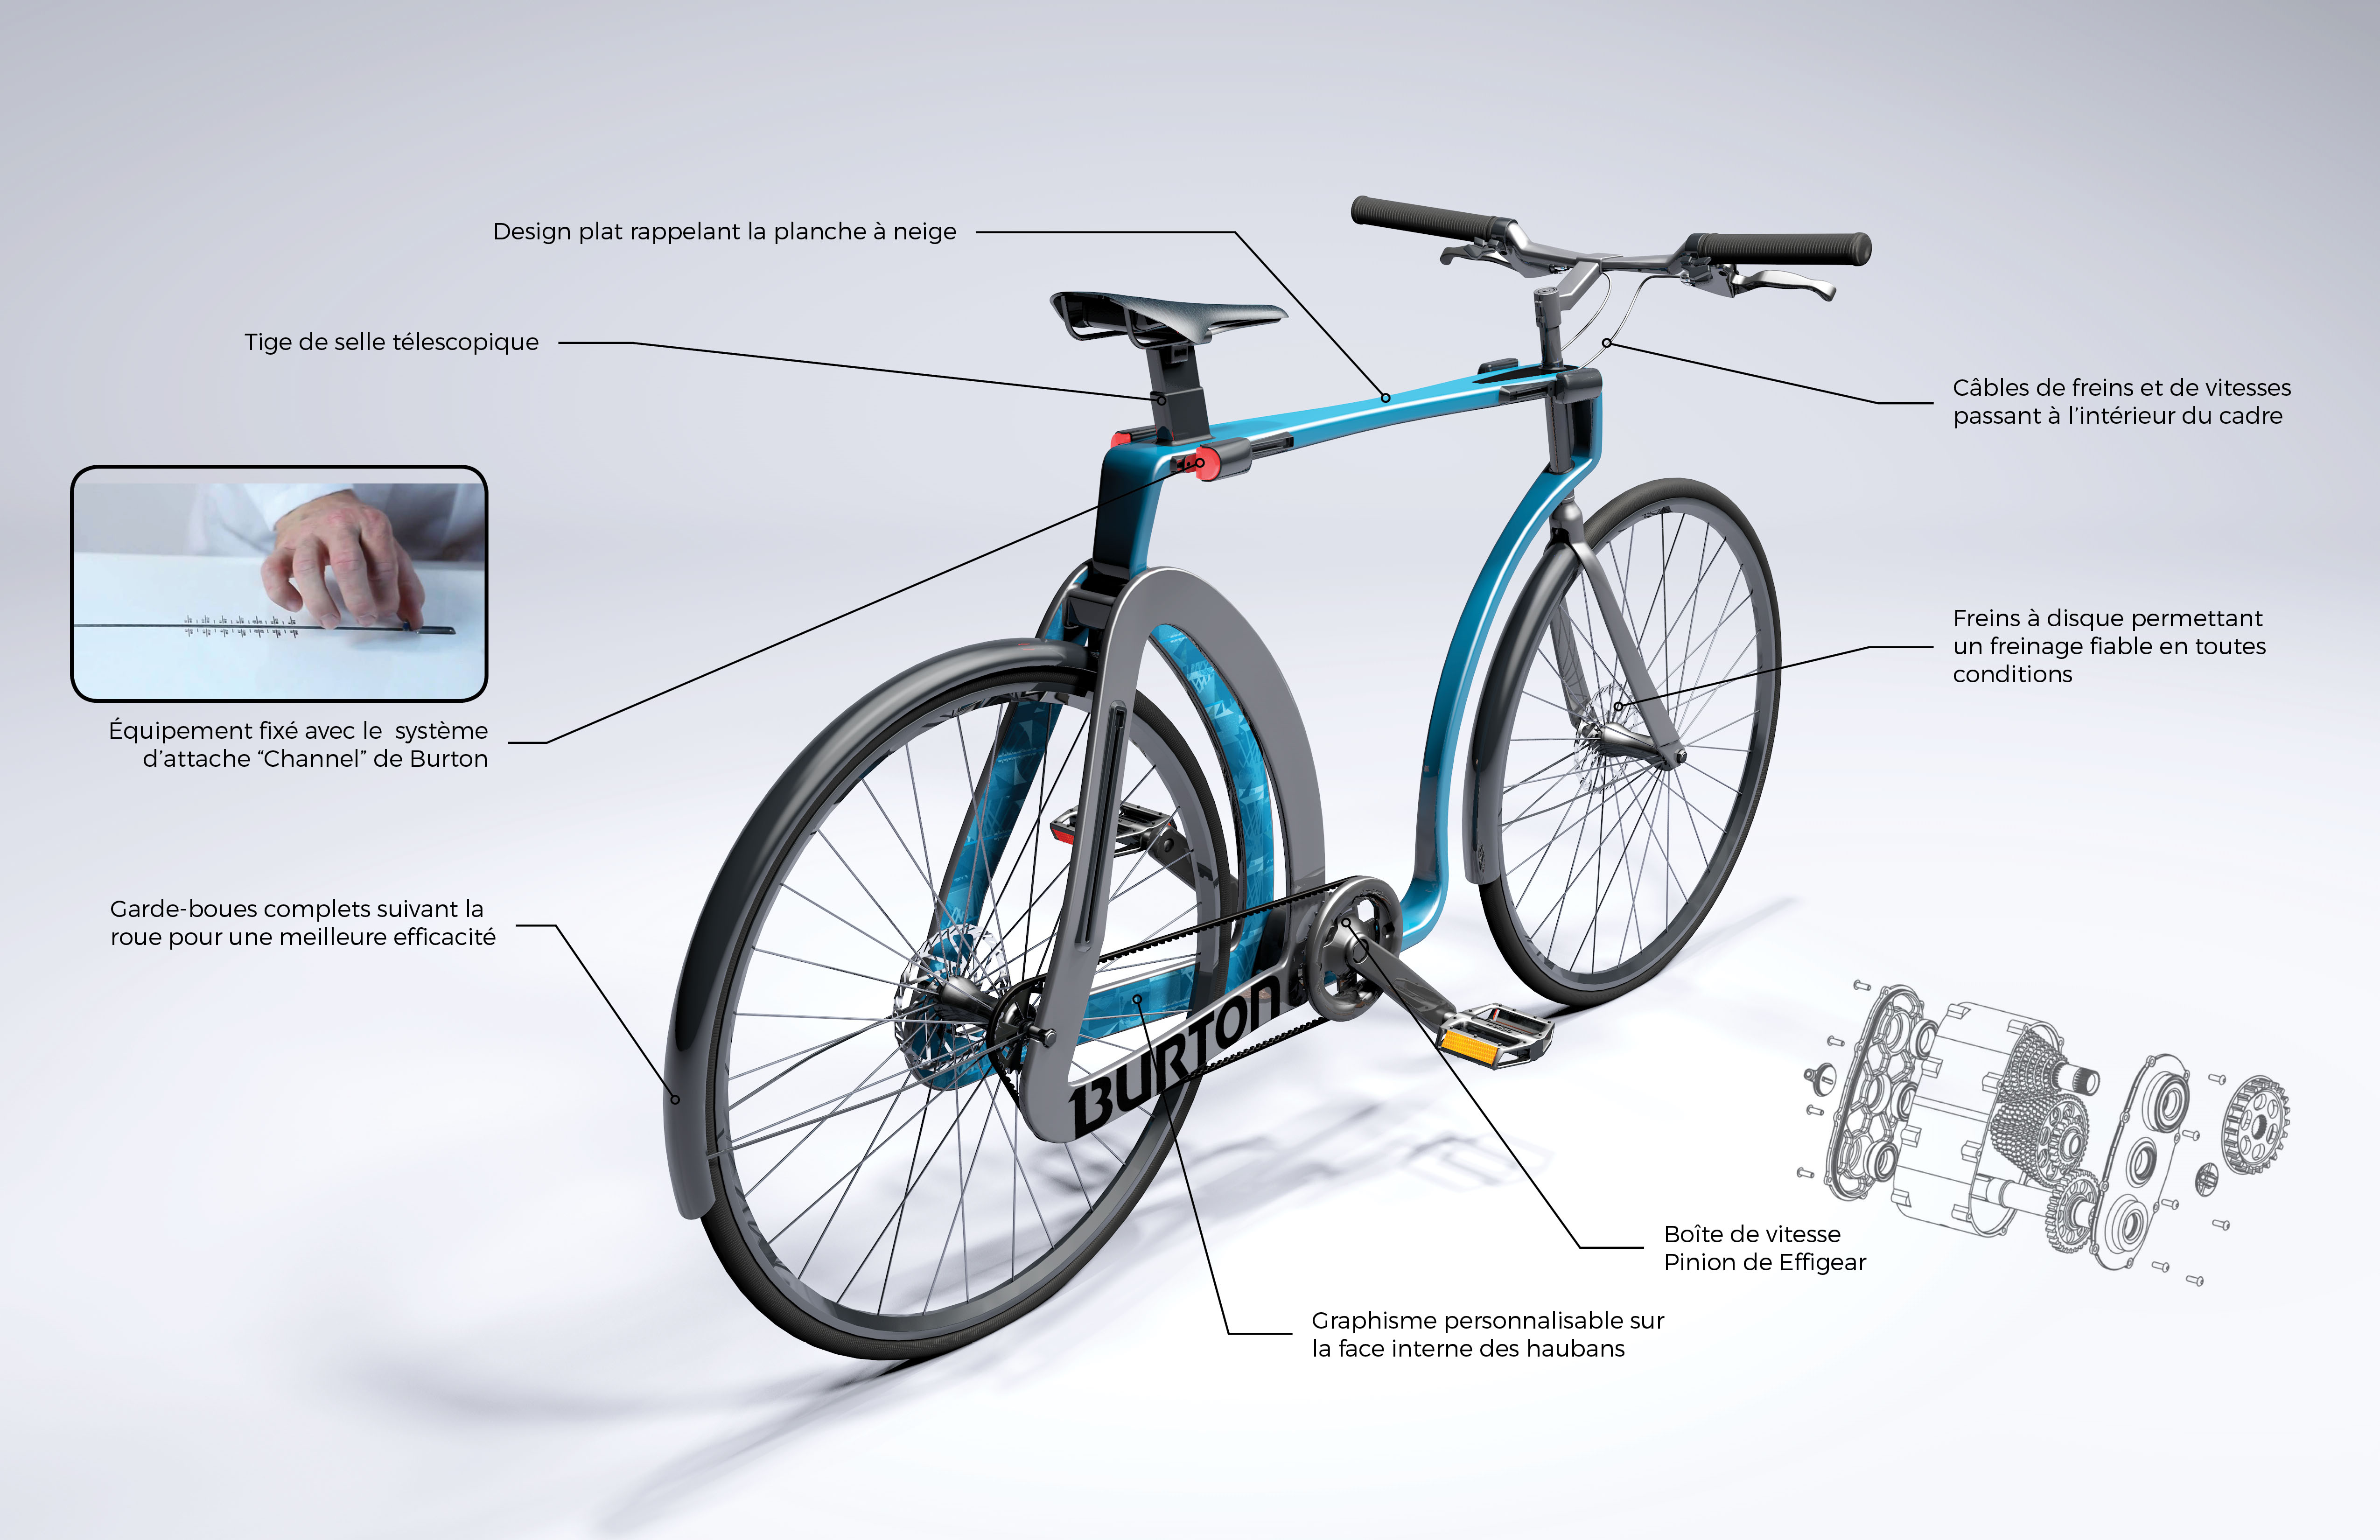 Design plat rappelant la planche à neige
Tige de selle télescopique
Câbles de freins et de vitesses
passant à l'intérieur du cadre
Freins à disque permettant
un freinage fiable en toutes
conditions
Équipement fixé avec le système
d'attache “Channel” de Burton
Garde-boues complets suivant la
roue pour une meilleure efficacité
BURTON
Boîte de vitesse
Pinion de Effigear
Graphisme personnalisable sur
la face interne des haubans